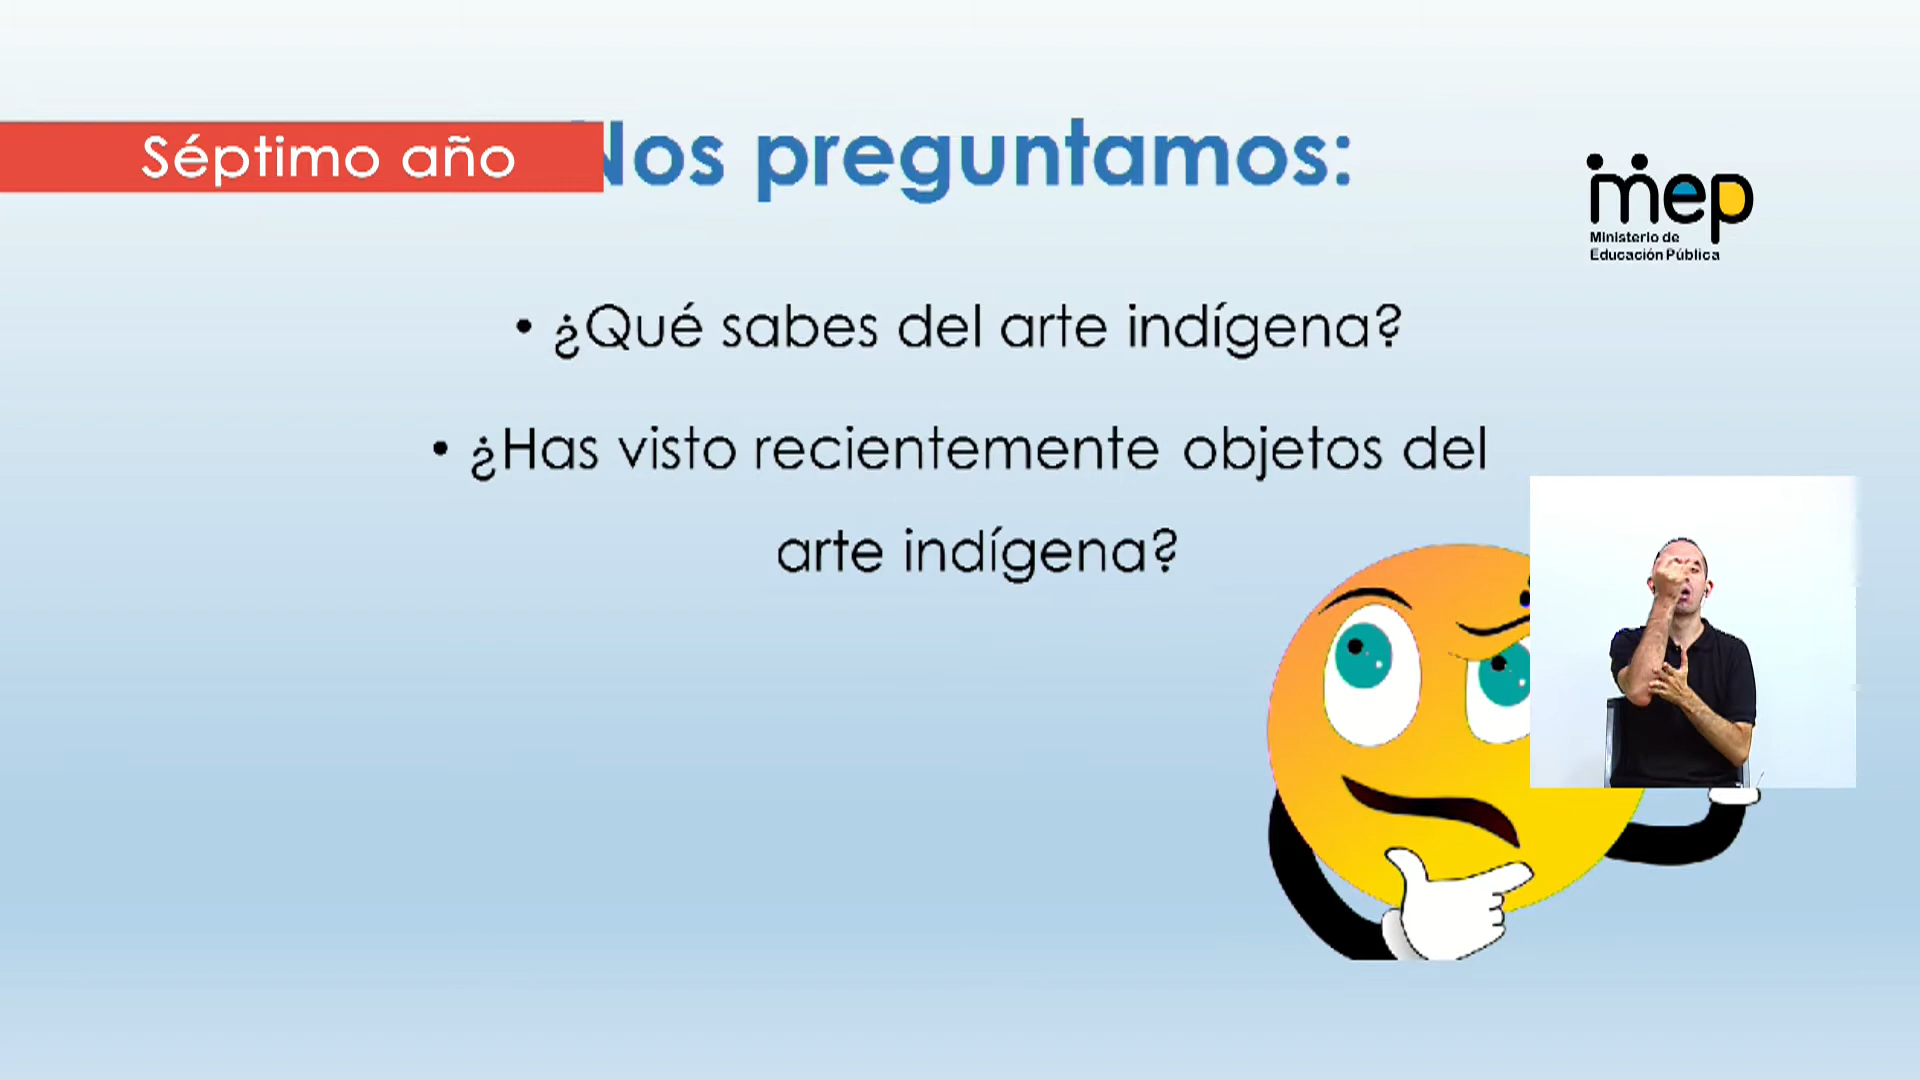 Séptimo año
Nos preguntamos:
mep
Ministerio de
Educación Pública
• ¿Qué sabes del arte indígena?
• ¿Has visto recientemente objetos del
arte indígena?